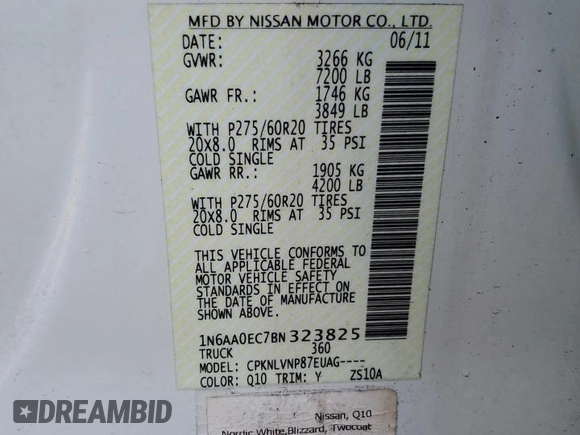 MFD BY NISSAN MOTOR CO., LTD.
DATE: 06/11
GVWR: 3266 KG
7200 LB
GAWR FR.: 1746 KG
3849 LB
WITH P275/60R20 TIRES
20X8.0 RIMS AT 35 PSI
COLD SINGLE
GAWR RR.: 1905 KG
4200 LB
WITH P275/60R20 TIRES
20X8.0 RIMS AT 35 PSI
COLD SINGLE
THIS VEHICLE CONFORMS TO
ALL APPLICABLE FEDERAL
MOTOR VEHICLE SAFETY
STANDARDS IN EFFECT ON
THE DATE OF MANUFACTURE
SHOWN ABOVE.
1N6AA0EC7BN323825
TRUCK 360
MODEL: CPKNLVNP87EUAG----
COLOR: Q10 TRIM: Y ZS10A
Nissan, Q10
Nordic White,Blizzard, Twocoat
DREAMBID